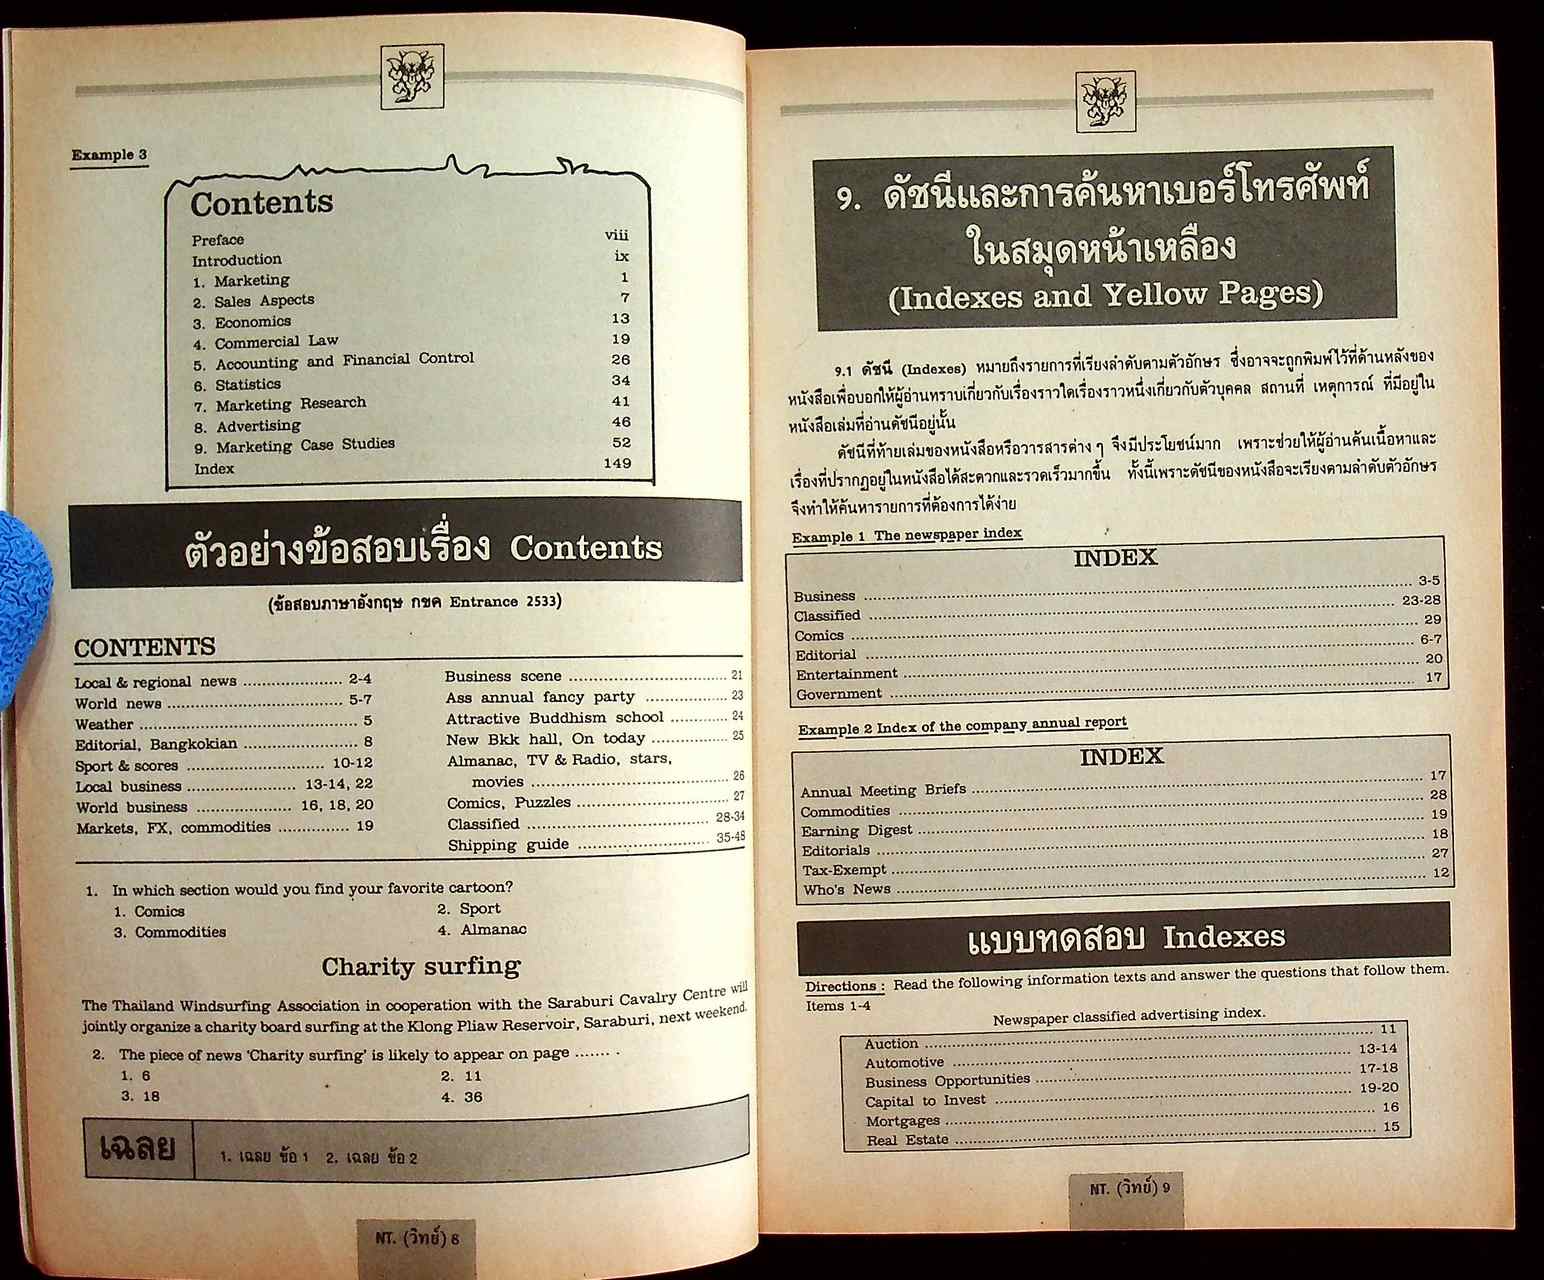 Example 3
Contents
Preface viii
Introduction ix
1. Marketing 1
2. Sales Aspects 7
3. Economics 13
4. Commercial Law 19
5. Accounting and Financial Control 26
6. Statistics 34
7. Marketing Research 41
8. Advertising 46
9. Marketing Case Studies 52
Index 149
ตัวอย่างข้อสอบเรื่อง Contents
(ข้อสอบภาษาอังกฤษ กขค Entrance 2533)
CONTENTS
Local & regional news .................... 2-4
World news .................................. 5-7
Weather .......................................... 5
Editorial, Bangkokian ...................... 8
Sport & scores .......................... 10-12
Local business ..................... 13-14, 22
World business .................. 16, 18, 20
Markets, FX, commodities .............. 19
Business scene ............................... 21
Ass annual fancy party ................ 23
Attractive Buddhism school ............ 24
New Bkk hall, On today ............... 25
Almanac, TV & Radio, stars,
movies ....................................... 26
Comics, Puzzles ............................. 27
Classified ................................... 28-34
Shipping guide ......................... 35-48
1. In which section would you find your favorite cartoon?
1. Comics 2. Sport
3. Commodities 4. Almanac
Charity surfing
The Thailand Windsurfing Association in cooperation with the Saraburi Cavalry Centre will
jointly organize a charity board surfing at the Klong Pliaw Reservoir, Saraburi, next weekend.
2. The piece of news 'Charity surfing' is likely to appear on page ....... .
1. 6 2. 11
3. 18 4. 36
เฉลย 1. เฉลย ข้อ 1 2. เฉลย ข้อ 2
NT. (วิทย์) 8
9. ดัชนีและการค้นหาเบอร์โทรศัพท์
ในสมุดหน้าเหลือง
(Indexes and Yellow Pages)
9.1 ดัชนี (Indexes) หมายถึงรายการที่เรียงลำดับตามตัวอักษร ซึ่งอาจจะถูกพิมพ์ไว้ที่ด้านหลังของ
หนังสือเพื่อบอกให้ผู้อ่านทราบเกี่ยวกับเรื่องราวใดเรื่องราวหนึ่งเกี่ยวกับตัวบุคคล สถานที่ เหตุการณ์ ที่มีอยู่ใน
หนังสือเล่มที่อ่านดัชนีอยู่นั้น
ดัชนีที่ท้ายเล่มของหนังสือหรือวารสารต่าง ๆ จึงมีประโยชน์มาก เพราะช่วยให้ผู้อ่านค้นเนื้อหาและ
เรื่องที่ปรากฏอยู่ในหนังสือได้สะดวกและรวดเร็วมากขึ้น ทั้งนี้เพราะดัชนีของหนังสือจะเรียงตามลำดับตัวอักษร
จึงทำให้ค้นหารายการที่ต้องการได้ง่าย
Example 1 The newspaper index
INDEX
Business .................... 3-5
Classified .................... 23-28
Comics .................... 29
Editorial .................... 6-7
Entertainment .................... 20
Government .................... 17
Example 2 Index of the company annual report
INDEX
Annual Meeting Briefs .................... 17
Commodities .................... 28
Earning Digest .................... 19
Editorials .................... 18
Tax-Exempt .................... 27
Who's News .................... 12
แบบทดสอบ Indexes
Directions : Read the following information texts and answer the questions that follow them.
Items 1-4
Newspaper classified advertising index.
Auction .................... 11
Automotive .................... 13-14
Business Opportunities .................... 17-18
Capital to Invest .................... 19-20
Mortgages .................... 16
Real Estate .................... 15
NT. (วิทย์) 9